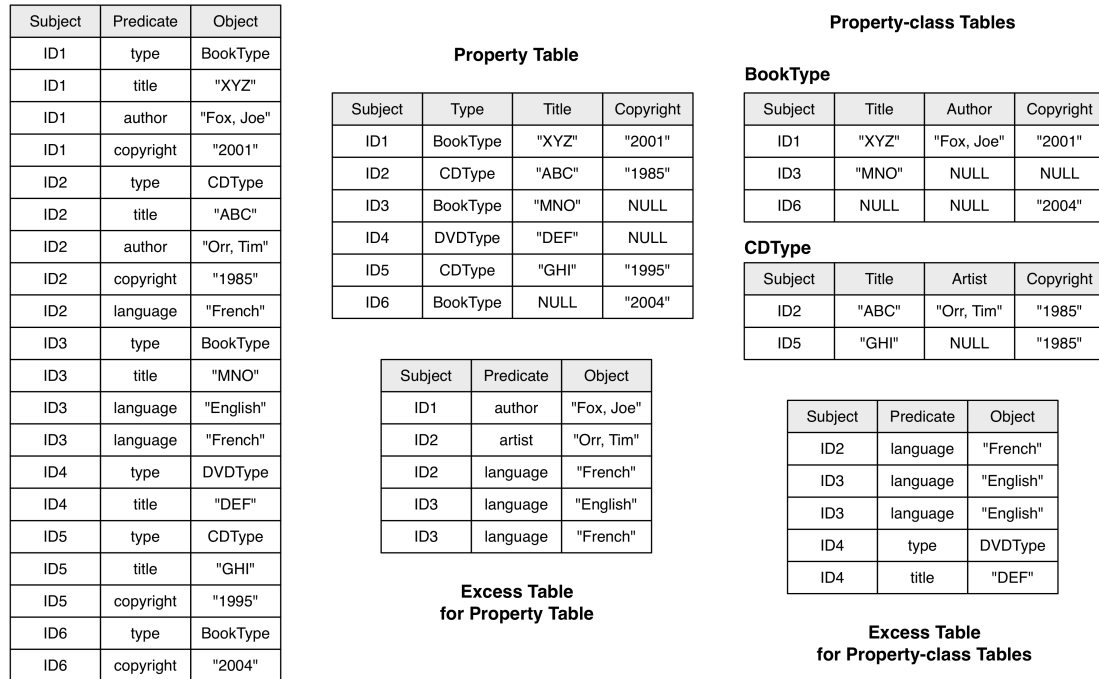 Subject Predicate Object
ID1 type BookType
ID1 title "XYZ"
ID1 author "Fox, Joe"
ID1 copyright "2001"
ID2 type CDType
ID2 title "ABC"
ID2 author "Orr, Tim"
ID2 copyright "1985"
ID2 language "French"
ID3 type BookType
ID3 title "MNO"
ID3 language "English"
ID3 language "French"
ID4 type DVDType
ID4 title "DEF"
ID5 type CDType
ID5 title "GHI"
ID5 copyright "1995"
ID6 type BookType
ID6 copyright "2004"
Property Table
Subject Type Title Copyright
ID1 BookType "XYZ" "2001"
ID2 CDType "ABC" "1985"
ID3 BookType "MNO" NULL
ID4 DVDType "DEF" NULL
ID5 CDType "GHI" "1995"
ID6 BookType NULL "2004"
Subject Predicate Object
ID1 author "Fox, Joe"
ID2 artist "Orr, Tim"
ID2 language "French"
ID3 language "English"
ID3 language "French"
Excess Table
for Property Table
Property-class Tables
BookType
Subject Title Author Copyright
ID1 "XYZ" "Fox, Joe" "2001"
ID3 "MNO" NULL NULL
ID6 NULL NULL "2004"
CDType
Subject Title Artist Copyright
ID2 "ABC" "Orr, Tim" "1985"
ID5 "GHI" NULL "1985"
Subject Predicate Object
ID2 language "French"
ID3 language "English"
ID3 language "English"
ID4 type DVDType
ID4 title "DEF"
Excess Table
for Property-class Tables